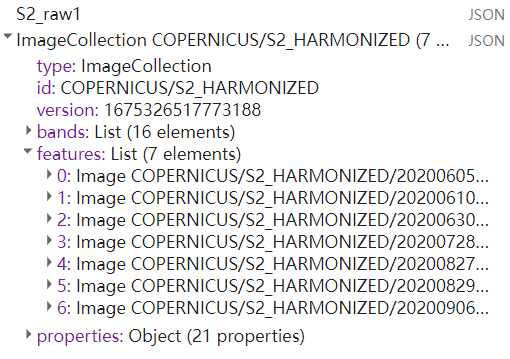 S2_raw1 JSON
ImageCollection COPERNICUS/S2_HARMONIZED (7 ... JSON
type: ImageCollection
id: COPERNICUS/S2_HARMONIZED
version: 1675326517773188
bands: List (16 elements)
features: List (7 elements)
0: Image COPERNICUS/S2_HARMONIZED/20200605...
1: Image COPERNICUS/S2_HARMONIZED/20200610...
2: Image COPERNICUS/S2_HARMONIZED/20200630...
3: Image COPERNICUS/S2_HARMONIZED/20200728...
4: Image COPERNICUS/S2_HARMONIZED/20200827...
5: Image COPERNICUS/S2_HARMONIZED/20200829...
6: Image COPERNICUS/S2_HARMONIZED/20200906...
properties: Object (21 properties)